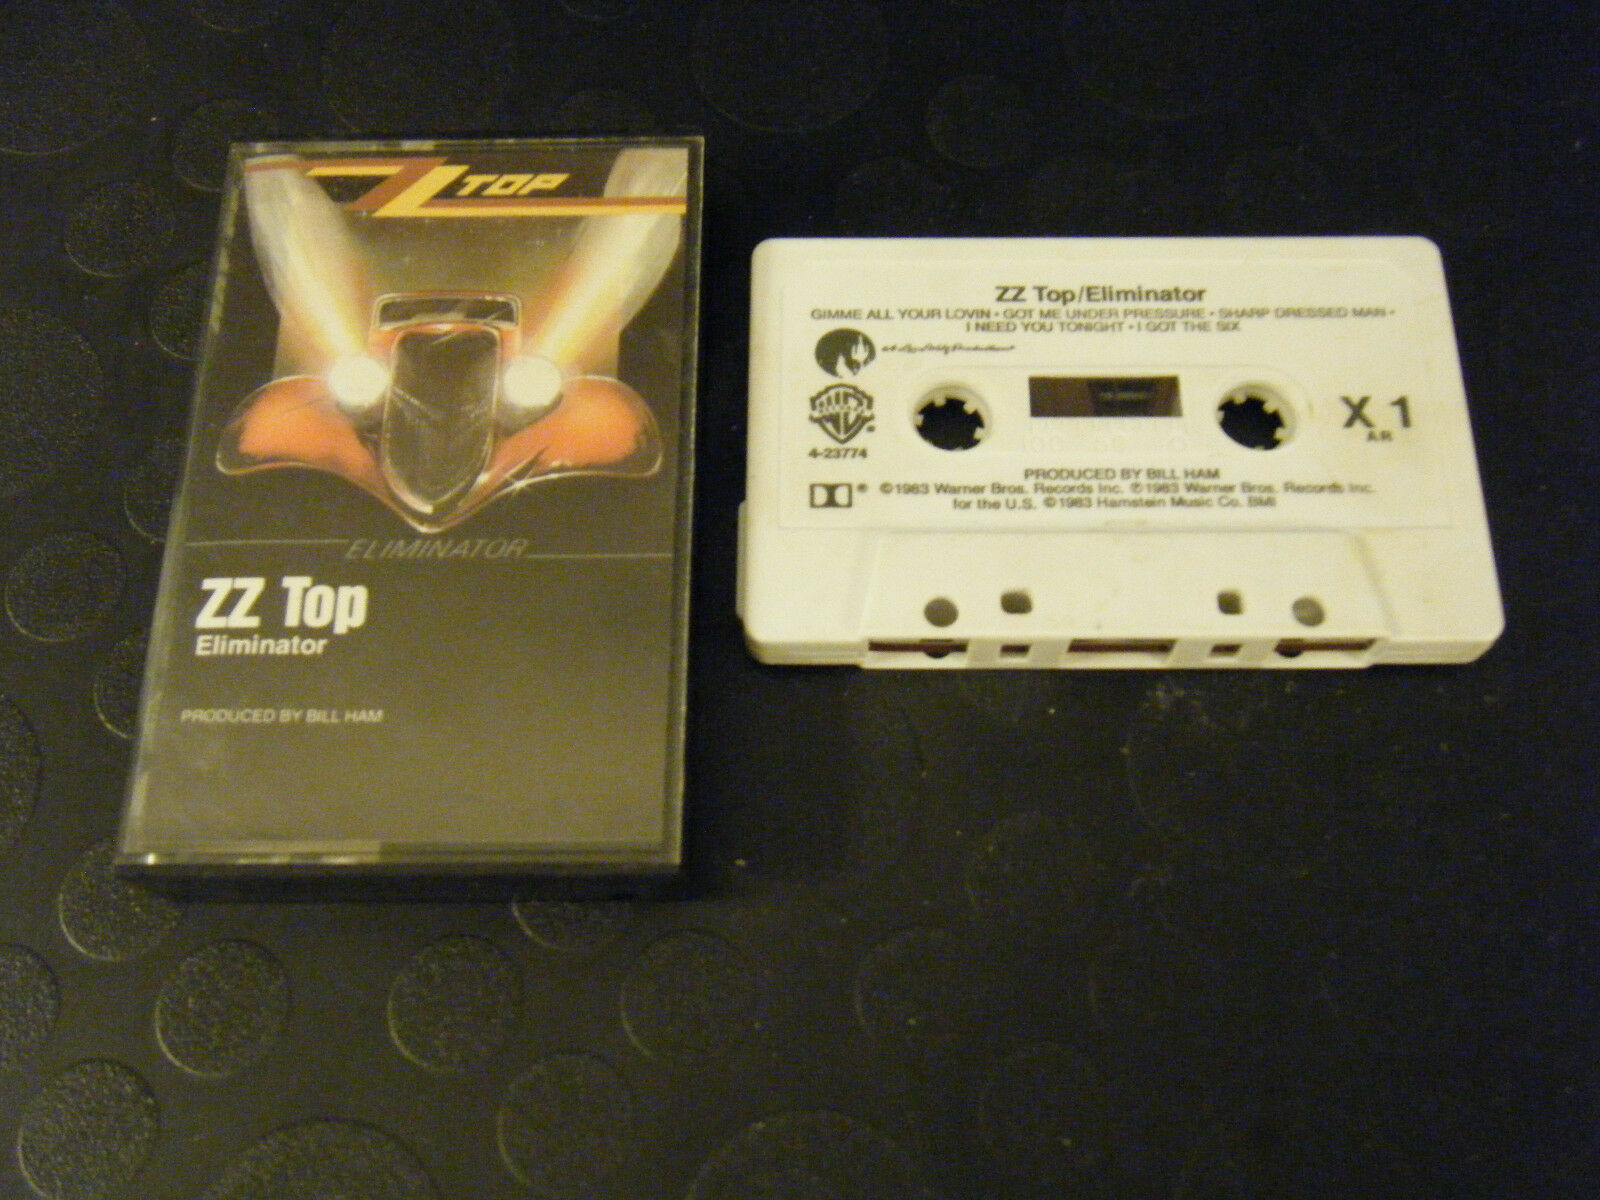 ZZ TOP
ELIMINATOR
ZZ Top
Eliminator
PRODUCED BY BILL HAM
ZZ Top/Eliminator
GIMME ALL YOUR LOVIN • GOT ME UNDER PRESSURE • SHARP DRESSED MAN •
I NEED YOU TONIGHT • I GOT THE SIX
4-23774
X 1
AR
PRODUCED BY BILL HAM
©1983 Warner Bros. Records Inc. ℗1983 Warner Bros. Records Inc.
for the U.S. ©1983 Hamstein Music Co. BMI